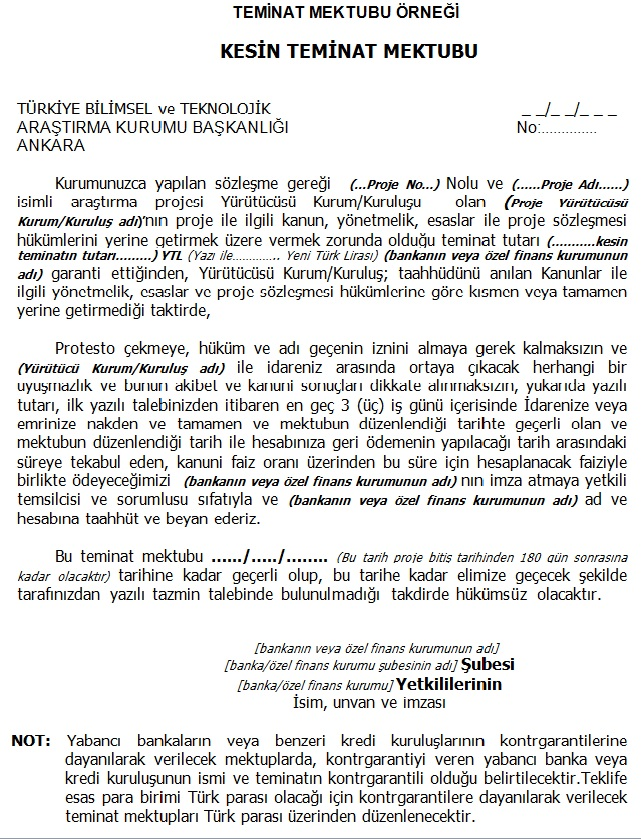 TEMİNAT MEKTUBU ÖRNEĞİ
KESİN TEMİNAT MEKTUBU
TÜRKİYE BİLİMSEL ve TEKNOLOJİK _ _/_ _/_ _ _
ARAŞTIRMA KURUMU BAŞKANLIĞI No:..............
ANKARA
Kurumunuzca yapılan sözleşme gereği (...Proje No...) Nolu ve (......Proje Adı......)
isimli araştırma projesi Yürütücüsü Kurum/Kuruluşu olan (Proje Yürütücüsü
Kurum/Kuruluş adı)'nın proje ile ilgili kanun, yönetmelik, esaslar ile proje sözleşmesi
hükümlerini yerine getirmek üzere vermek zorunda olduğu teminat tutarı (..........kesin
teminatın tutarı........) YTL (Yazı ile………….. Yeni Türk Lirası) (bankanın veya özel finans kurumunun
adı) garanti ettiğinden, Yürütücüsü Kurum/Kuruluş; taahhüdünü anılan Kanunlar ile
ilgili yönetmelik, esaslar ve proje sözleşmesi hükümlerine göre kısmen veya tamamen
yerine getirmediği taktirde,
Protesto çekmeye, hüküm ve adı geçenin iznini almaya gerek kalmaksızın ve
(Yürütücü Kurum/Kuruluş adı) ile idareniz arasında ortaya çıkacak herhangi bir
uyuşmazlık ve bunun akibet ve kanuni sonuçları dikkate alınmaksızın, yukarıda yazılı
tutarı, ilk yazılı talebinizden itibaren en geç 3 (üç) iş günü içerisinde İdarenize veya
emrinize nakden ve tamamen ve mektubun düzenlendiği tarihte geçerli olan ve
mektubun düzenlendiği tarih ile hesabınıza geri ödemenin yapılacağı tarih arasındaki
süreye tekabul eden, kanuni faiz oranı üzerinden bu süre için hesaplanacak faiziyle
birlikte ödeyeceğimizi (bankanın veya özel finans kurumunun adı) nın imza atmaya yetkili
temsilcisi ve sorumlusu sıfatıyla ve (bankanın veya özel finans kurumunun adı) ad ve
hesabına taahhüt ve beyan ederiz.
Bu teminat mektubu ....../...../........ (Bu tarih proje bitiş tarihinden 180 gün sonrasına
kadar olacaktır) tarihine kadar geçerli olup, bu tarihe kadar elimize geçecek şekilde
tarafınızdan yazılı tazmin talebinde bulunulmadığı takdirde hükümsüz olacaktır.
[bankanın veya özel finans kurumunun adı]
[banka/özel finans kurumu şubesinin adı] Şubesi
[banka/özel finans kurumu] Yetkililerinin
İsim, unvan ve imzası
NOT: Yabancı bankaların veya benzeri kredi kuruluşlarının kontrgarantilerine
dayanılarak verilecek mektuplarda, kontrgarantiyi veren yabancı banka veya
kredi kuruluşunun ismi ve teminatın kontrgarantili olduğu belirtilecektir.Teklife
esas para birimi Türk parası olacağı için kontrgarantilere dayanılarak verilecek
teminat mektupları Türk parası üzerinden düzenlenecektir.